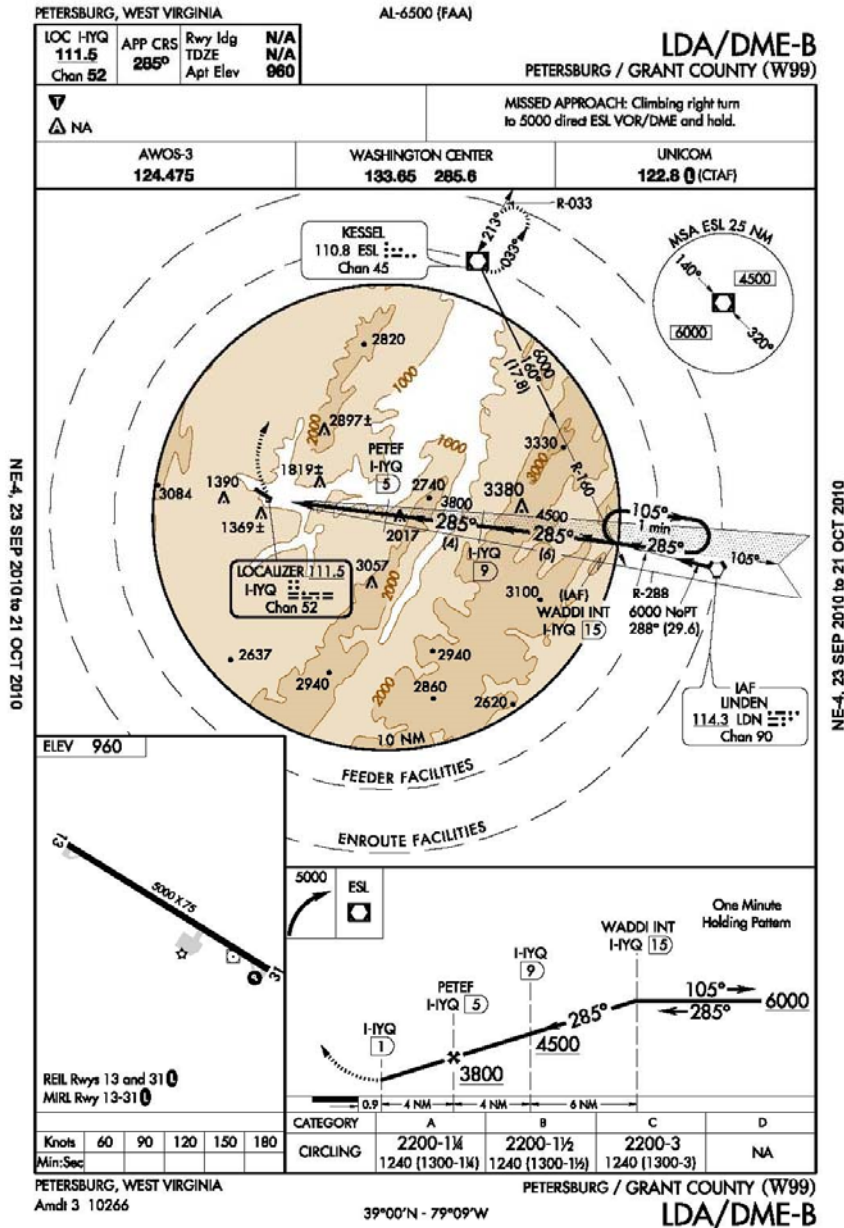 PETERSBURG, WEST VIRGINIA
AL-6500 (FAA)
LOC I-IYQ
111.5
Chan 52
APP CRS
285°
Rwy ldg N/A
TDZE N/A
Apt Elev 960
LDA/DME-B
PETERSBURG / GRANT COUNTY (W99)
T
A NA
MISSED APPROACH: Climbing right turn
to 5000 direct ESL VOR/DME and hold.
AWOS-3
124.475
WASHINGTON CENTER
133.65 285.6
UNICOM
122.8 L (CTAF)
R-033
213°
033°
KESSEL
110.8 ESL
Chan 45
MSA ESL 25 NM
140°
4500
6000
320°
6000
160°
(17.8)
2820
1000
2000
2897±
1000
3330
3000
R-160
PETEF
I-IYQ
5
1819±
2740
3084
1390
3800
3380
4500
105°
1 min
1369±
2017
285°
285°
285°
105°
(4)
I-IYQ
9
(6)
LOCALIZER 111.5
I-IYQ
Chan 52
3057
2000
3100
(IAF)
WADDI INT
I-IYQ 15
R-288
6000 NoPT
288° (29.6)
2637
2940
2940
2000
2860
2620
IAF
LINDEN
114.3 LDN
Chan 90
10 NM
FEEDER FACILITIES
ENROUTE FACILITIES
NE-4, 23 SEP 2010 to 21 OCT 2010
NE-4, 23 SEP 2010 to 21 OCT 2010
ELEV 960
13
5000 X 75
31
REIL Rwys 13 and 31 L
MIRL Rwy 13-31 L
Knots 60 90 120 150 180
Min:Sec
5000
ESL
One Minute
Holding Pattern
WADDI INT
I-IYQ 15
I-IYQ
9
PETEF
I-IYQ 5
I-IYQ
1
105°
285°
285°
6000
4500
3800
0.9
4 NM
4 NM
6 NM
CATEGORY A B C D
CIRCLING
2200-1¼
1240 (1300-1¼)
2200-1½
1240 (1300-1½)
2200-3
1240 (1300-3)
NA
PETERSBURG, WEST VIRGINIA
Amdt 3 10266
39°00'N - 79°09'W
PETERSBURG / GRANT COUNTY (W99)
LDA/DME-B